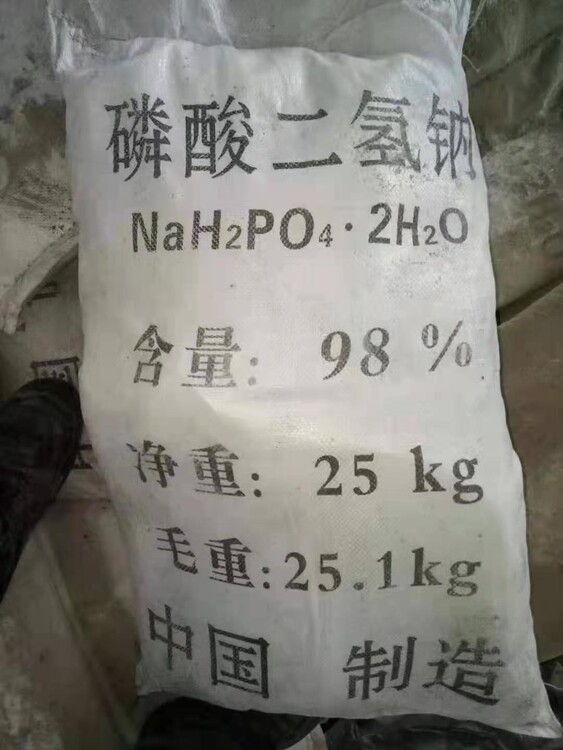 磷酸二氢钠
NaH₂PO₄·2H₂O
含量: 98%
净重: 25 kg
毛重:25.1kg
中国 制造